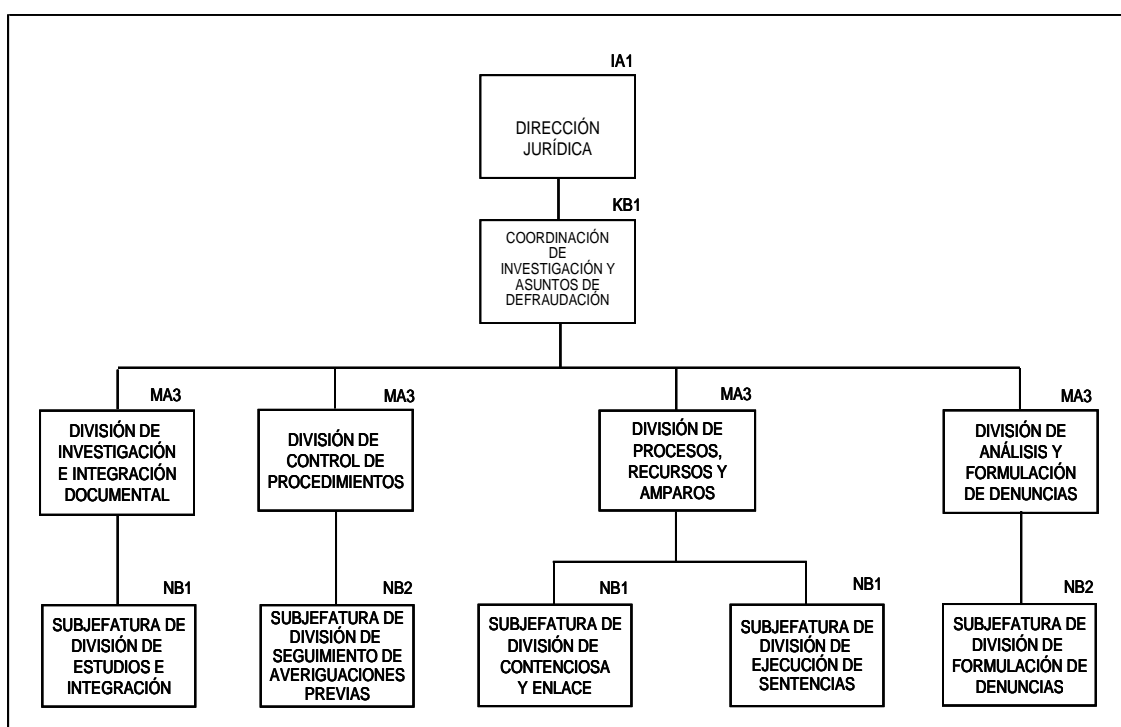 IA1
DIRECCIÓN
JURÍDICA
KB1
COORDINACIÓN
DE
INVESTIGACIÓN Y
ASUNTOS DE
DEFRAUDACIÓN
MA3
DIVISIÓN DE
INVESTIGACIÓN
E INTEGRACIÓN
DOCUMENTAL
MA3
DIVISIÓN DE
CONTROL DE
PROCEDIMIENTOS
MA3
DIVISIÓN DE
PROCESOS,
RECURSOS Y
AMPAROS
MA3
DIVISIÓN DE
ANÁLISIS Y
FORMULACIÓN
DE DENUNCIAS
NB1
SUBJEFATURA DE
DIVISIÓN DE
ESTUDIOS E
INTEGRACIÓN
NB2
SUBJEFATURA DE
DIVISIÓN DE
SEGUIMIENTO DE
AVERIGUACIONES
PREVIAS
NB1
SUBJEFATURA DE
DIVISIÓN DE
CONTENCIOSA
Y ENLACE
NB1
SUBJEFATURA DE
DIVISIÓN DE
EJECUCIÓN DE
SENTENCIAS
NB2
SUBJEFATURA DE
DIVISIÓN DE
FORMULACIÓN DE
DENUNCIAS